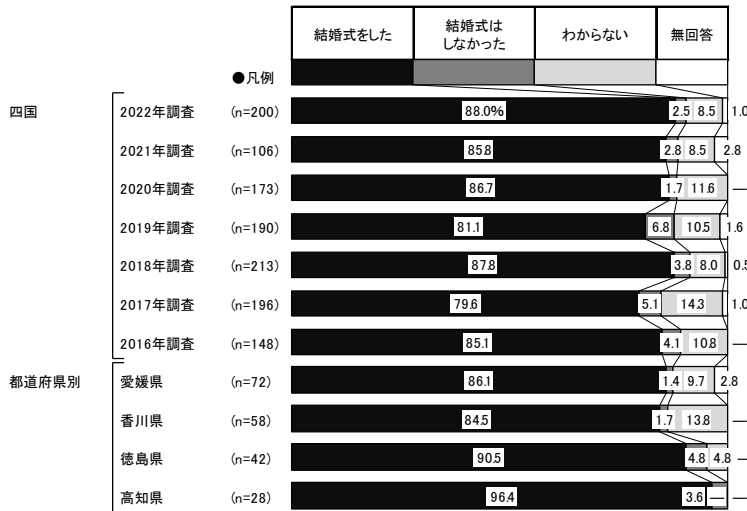 結婚式をした 結婚式はしなかった わからない 無回答
●凡例
四国 2022年調査 (n=200) 88.0% 2.5 8.5 1.0
2021年調査 (n=106) 85.8 2.8 8.5 2.8
2020年調査 (n=173) 86.7 1.7 11.6 —
2019年調査 (n=190) 81.1 6.8 10.5 1.6
2018年調査 (n=213) 87.8 3.8 8.0 0.5
2017年調査 (n=196) 79.6 5.1 14.3 1.0
2016年調査 (n=148) 85.1 4.1 10.8 —
都道府県別 愛媛県 (n=72) 86.1 1.4 9.7 2.8
香川県 (n=58) 84.5 1.7 13.8 —
徳島県 (n=42) 90.5 4.8 4.8 —
高知県 (n=28) 96.4 3.6 — —